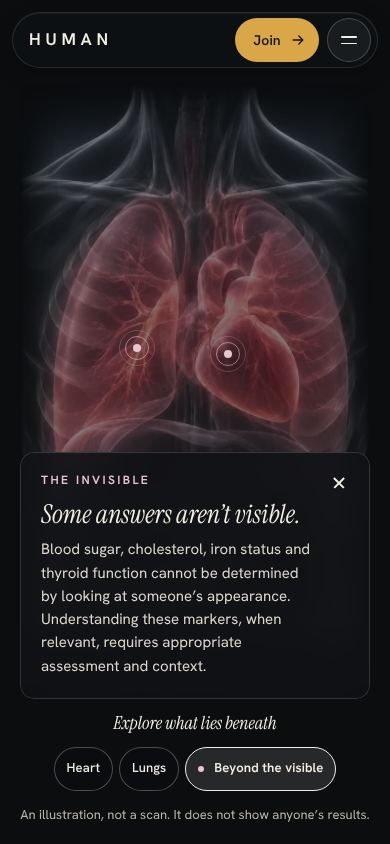 HUMAN
Join →
THE INVISIBLE
Some answers aren’t visible.
Blood sugar, cholesterol, iron status and
thyroid function cannot be determined
by looking at someone’s appearance.
Understanding these markers, when
relevant, requires appropriate
assessment and context.
Explore what lies beneath
Heart
Lungs
Beyond the visible
An illustration, not a scan. It does not show anyone’s results.